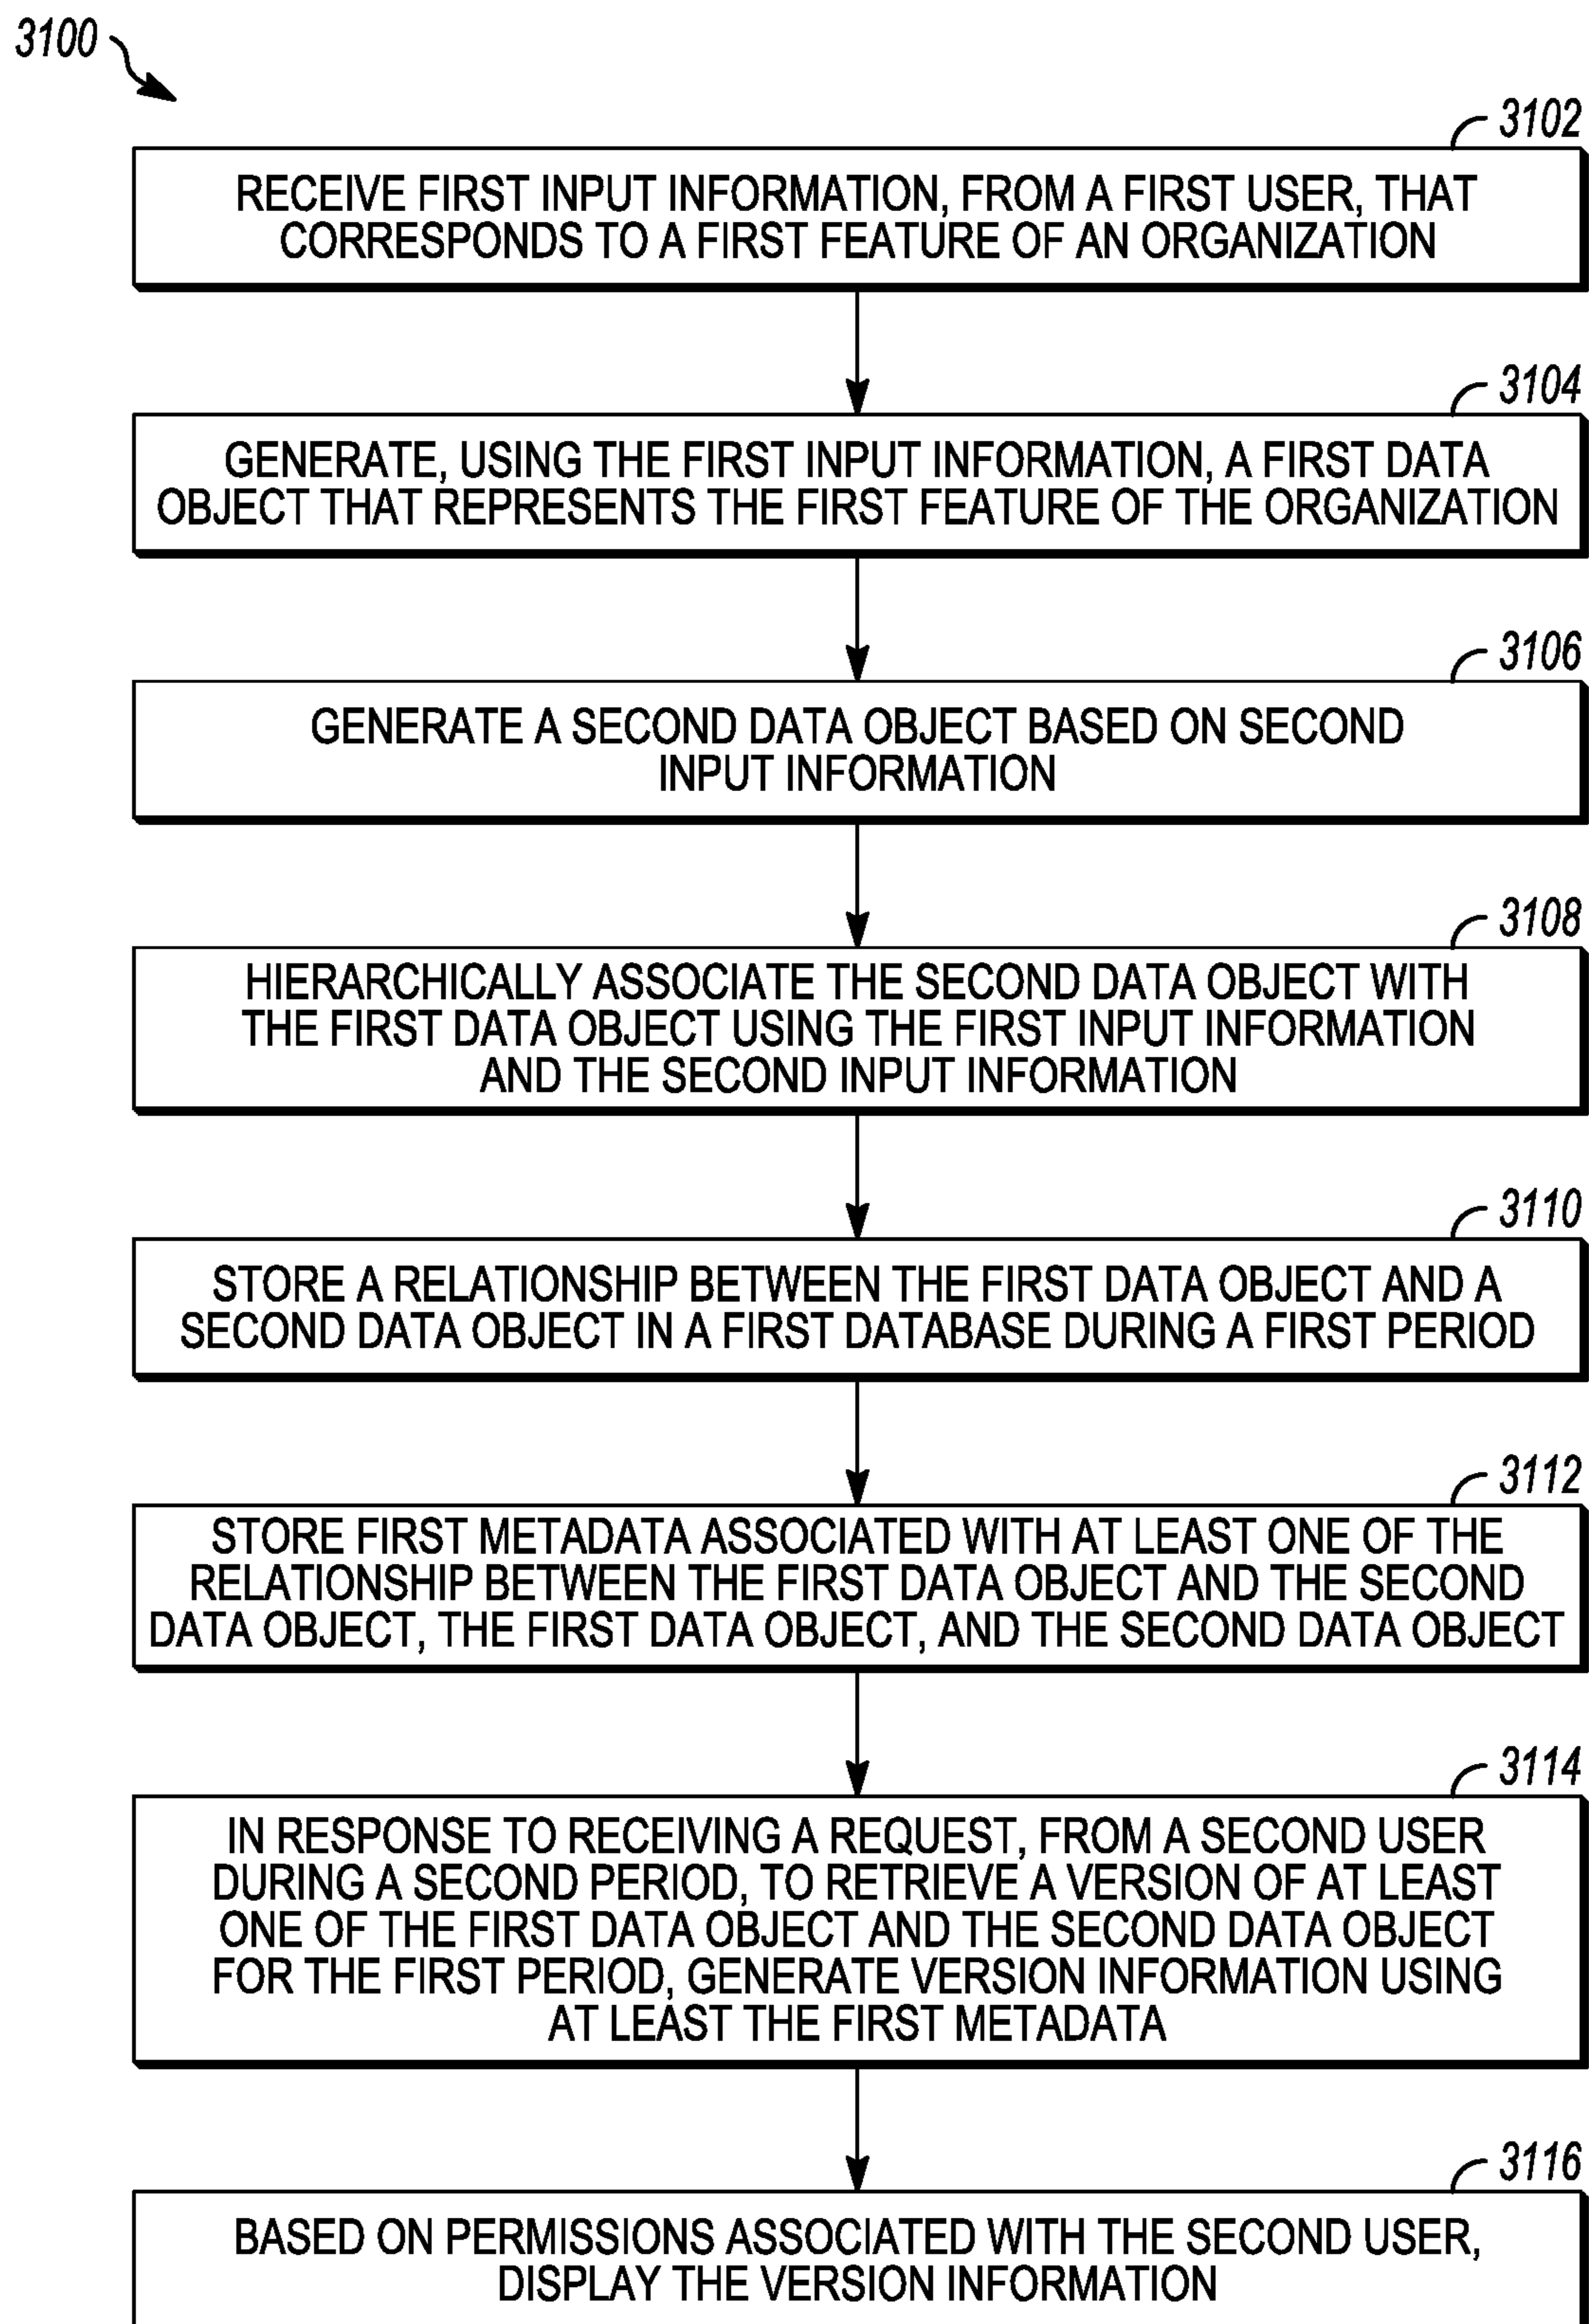 3100
3102
RECEIVE FIRST INPUT INFORMATION, FROM A FIRST USER, THAT
CORRESPONDS TO A FIRST FEATURE OF AN ORGANIZATION
3104
GENERATE, USING THE FIRST INPUT INFORMATION, A FIRST DATA
OBJECT THAT REPRESENTS THE FIRST FEATURE OF THE ORGANIZATION
3106
GENERATE A SECOND DATA OBJECT BASED ON SECOND
INPUT INFORMATION
3108
HIERARCHICALLY ASSOCIATE THE SECOND DATA OBJECT WITH
THE FIRST DATA OBJECT USING THE FIRST INPUT INFORMATION
AND THE SECOND INPUT INFORMATION
3110
STORE A RELATIONSHIP BETWEEN THE FIRST DATA OBJECT AND A
SECOND DATA OBJECT IN A FIRST DATABASE DURING A FIRST PERIOD
3112
STORE FIRST METADATA ASSOCIATED WITH AT LEAST ONE OF THE
RELATIONSHIP BETWEEN THE FIRST DATA OBJECT AND THE SECOND
DATA OBJECT, THE FIRST DATA OBJECT, AND THE SECOND DATA OBJECT
3114
IN RESPONSE TO RECEIVING A REQUEST, FROM A SECOND USER
DURING A SECOND PERIOD, TO RETRIEVE A VERSION OF AT LEAST
ONE OF THE FIRST DATA OBJECT AND THE SECOND DATA OBJECT
FOR THE FIRST PERIOD, GENERATE VERSION INFORMATION USING
AT LEAST THE FIRST METADATA
3116
BASED ON PERMISSIONS ASSOCIATED WITH THE SECOND USER,
DISPLAY THE VERSION INFORMATION